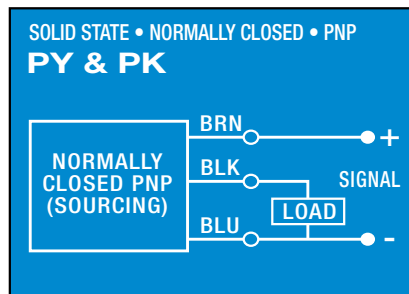 SOLID STATE • NORMALLY CLOSED • PNP
PY & PK
BRN
+
NORMALLY
CLOSED PNP
(SOURCING)
BLK
SIGNAL
LOAD
BLU
-